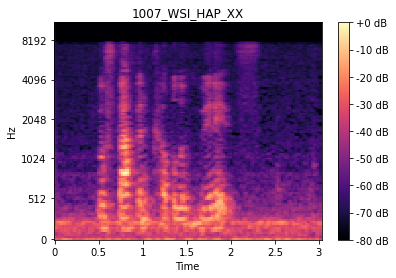 1007_WSI_HAP_XX
+0 dB
8192
-10 dB
-20 dB
4096
-30 dB
Hz
2048
-40 dB
1024
-50 dB
512
-60 dB
-70 dB
0
-80 dB
0 0.5 1 1.5 2 2.5 3
Time